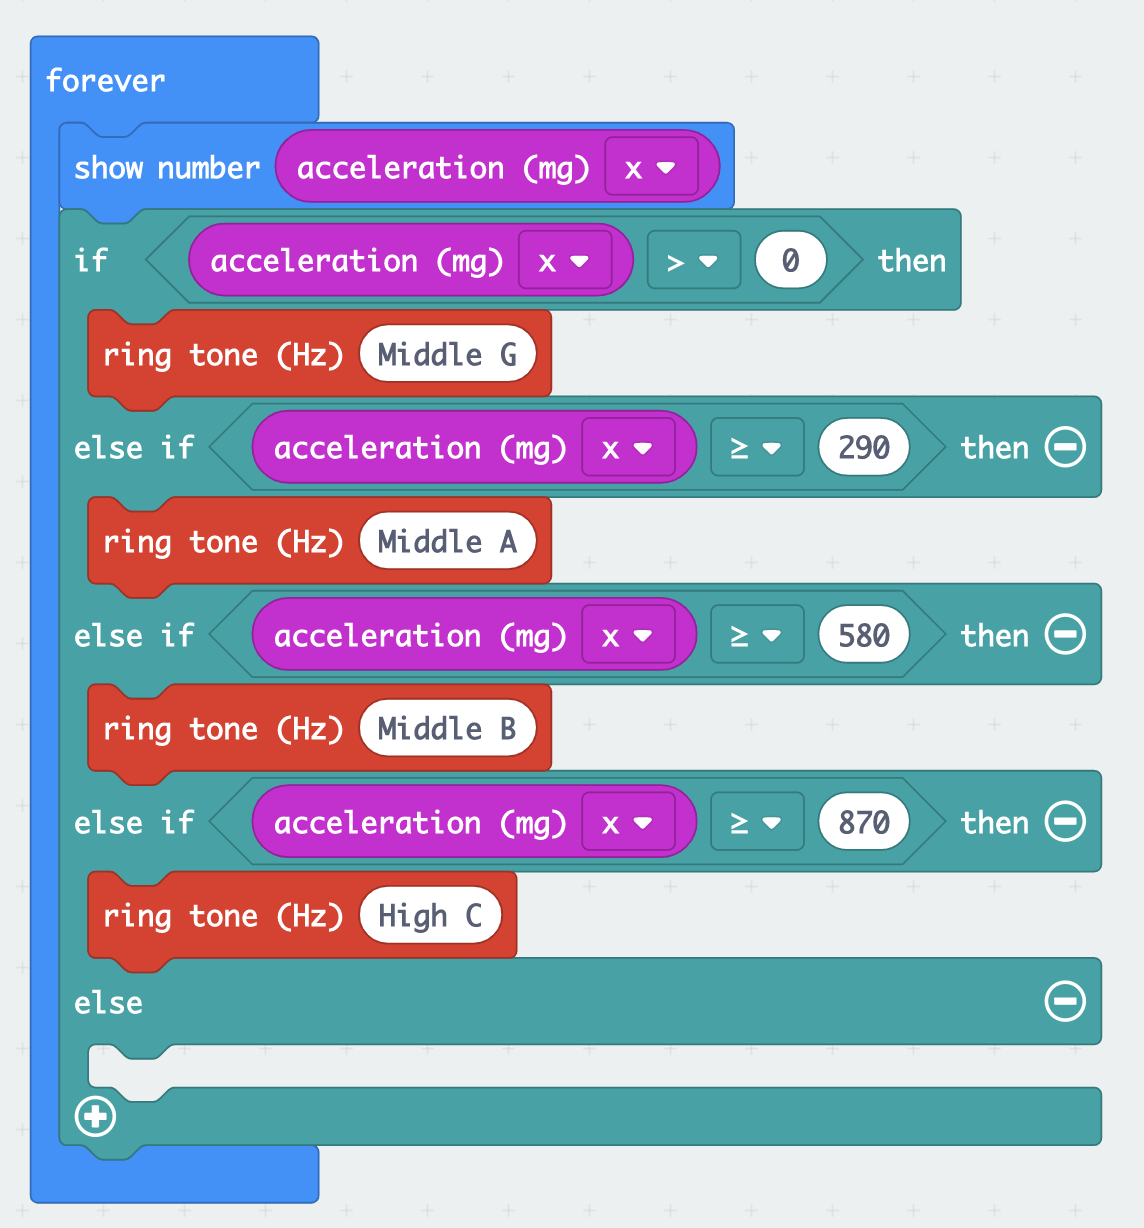 forever
show number acceleration (mg) x
if acceleration (mg) x > 0 then
ring tone (Hz) Middle G
else if acceleration (mg) x ≥ 290 then
ring tone (Hz) Middle A
else if acceleration (mg) x ≥ 580 then
ring tone (Hz) Middle B
else if acceleration (mg) x ≥ 870 then
ring tone (Hz) High C
else